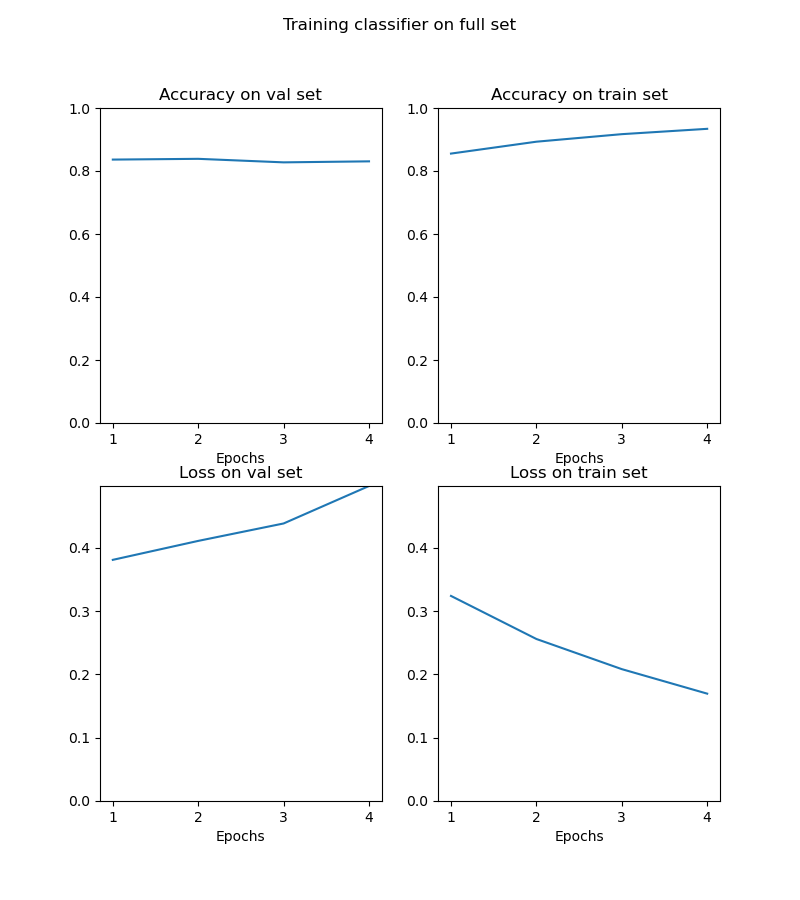 Training classifier on full set
Accuracy on val set
1.0
0.8
0.6
0.4
0.2
0.0
1 2 3 4
Epochs
Accuracy on train set
1.0
0.8
0.6
0.4
0.2
0.0
1 2 3 4
Epochs
Loss on val set
0.4
0.3
0.2
0.1
0.0
1 2 3 4
Epochs
Loss on train set
0.4
0.3
0.2
0.1
0.0
1 2 3 4
Epochs